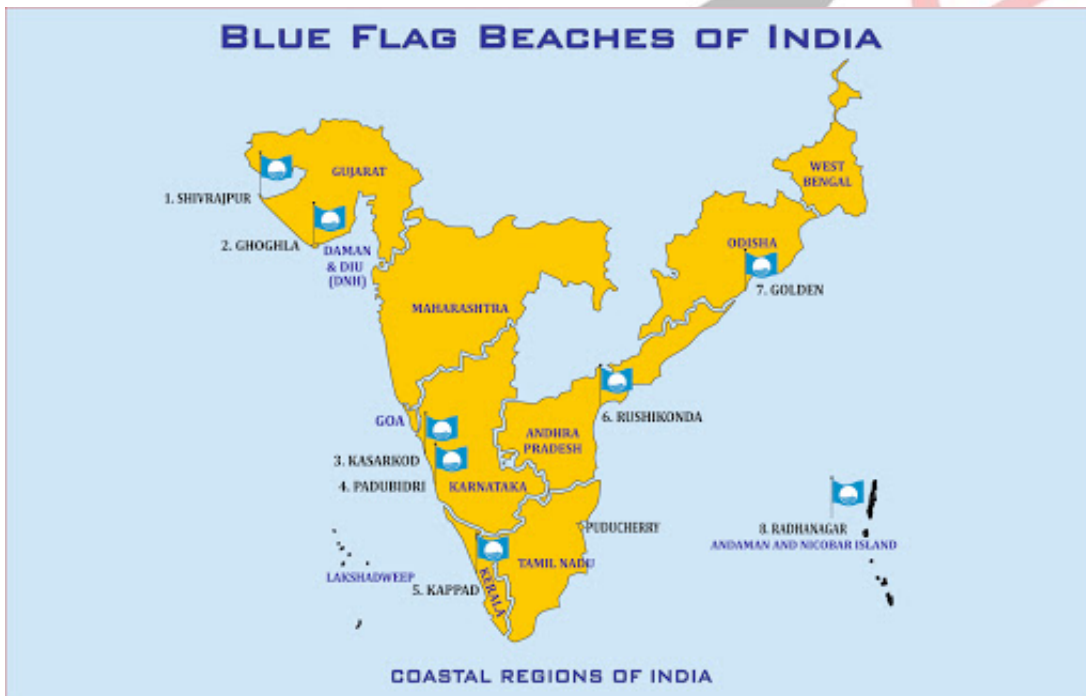 BLUE FLAG BEACHES OF INDIA
WEST
BENGAL
GUJARAT
1. SHIVRAJPUR
2. GHOGHLA
DAMAN
& DIU
(DNH)
ODISHA
7. GOLDEN
MAHARASHTRA
GOA
6. RUSHIKONDA
ANDHRA
PRADESH
3. KASARKOD
4. PADUBIDRI
KARNATAKA
PUDUCHERRY
8. RADHANAGAR
ANDAMAN AND NICOBAR ISLAND
LAKSHADWEEP
TAMIL NADU
5. KAPPAD
KERALA
COASTAL REGIONS OF INDIA